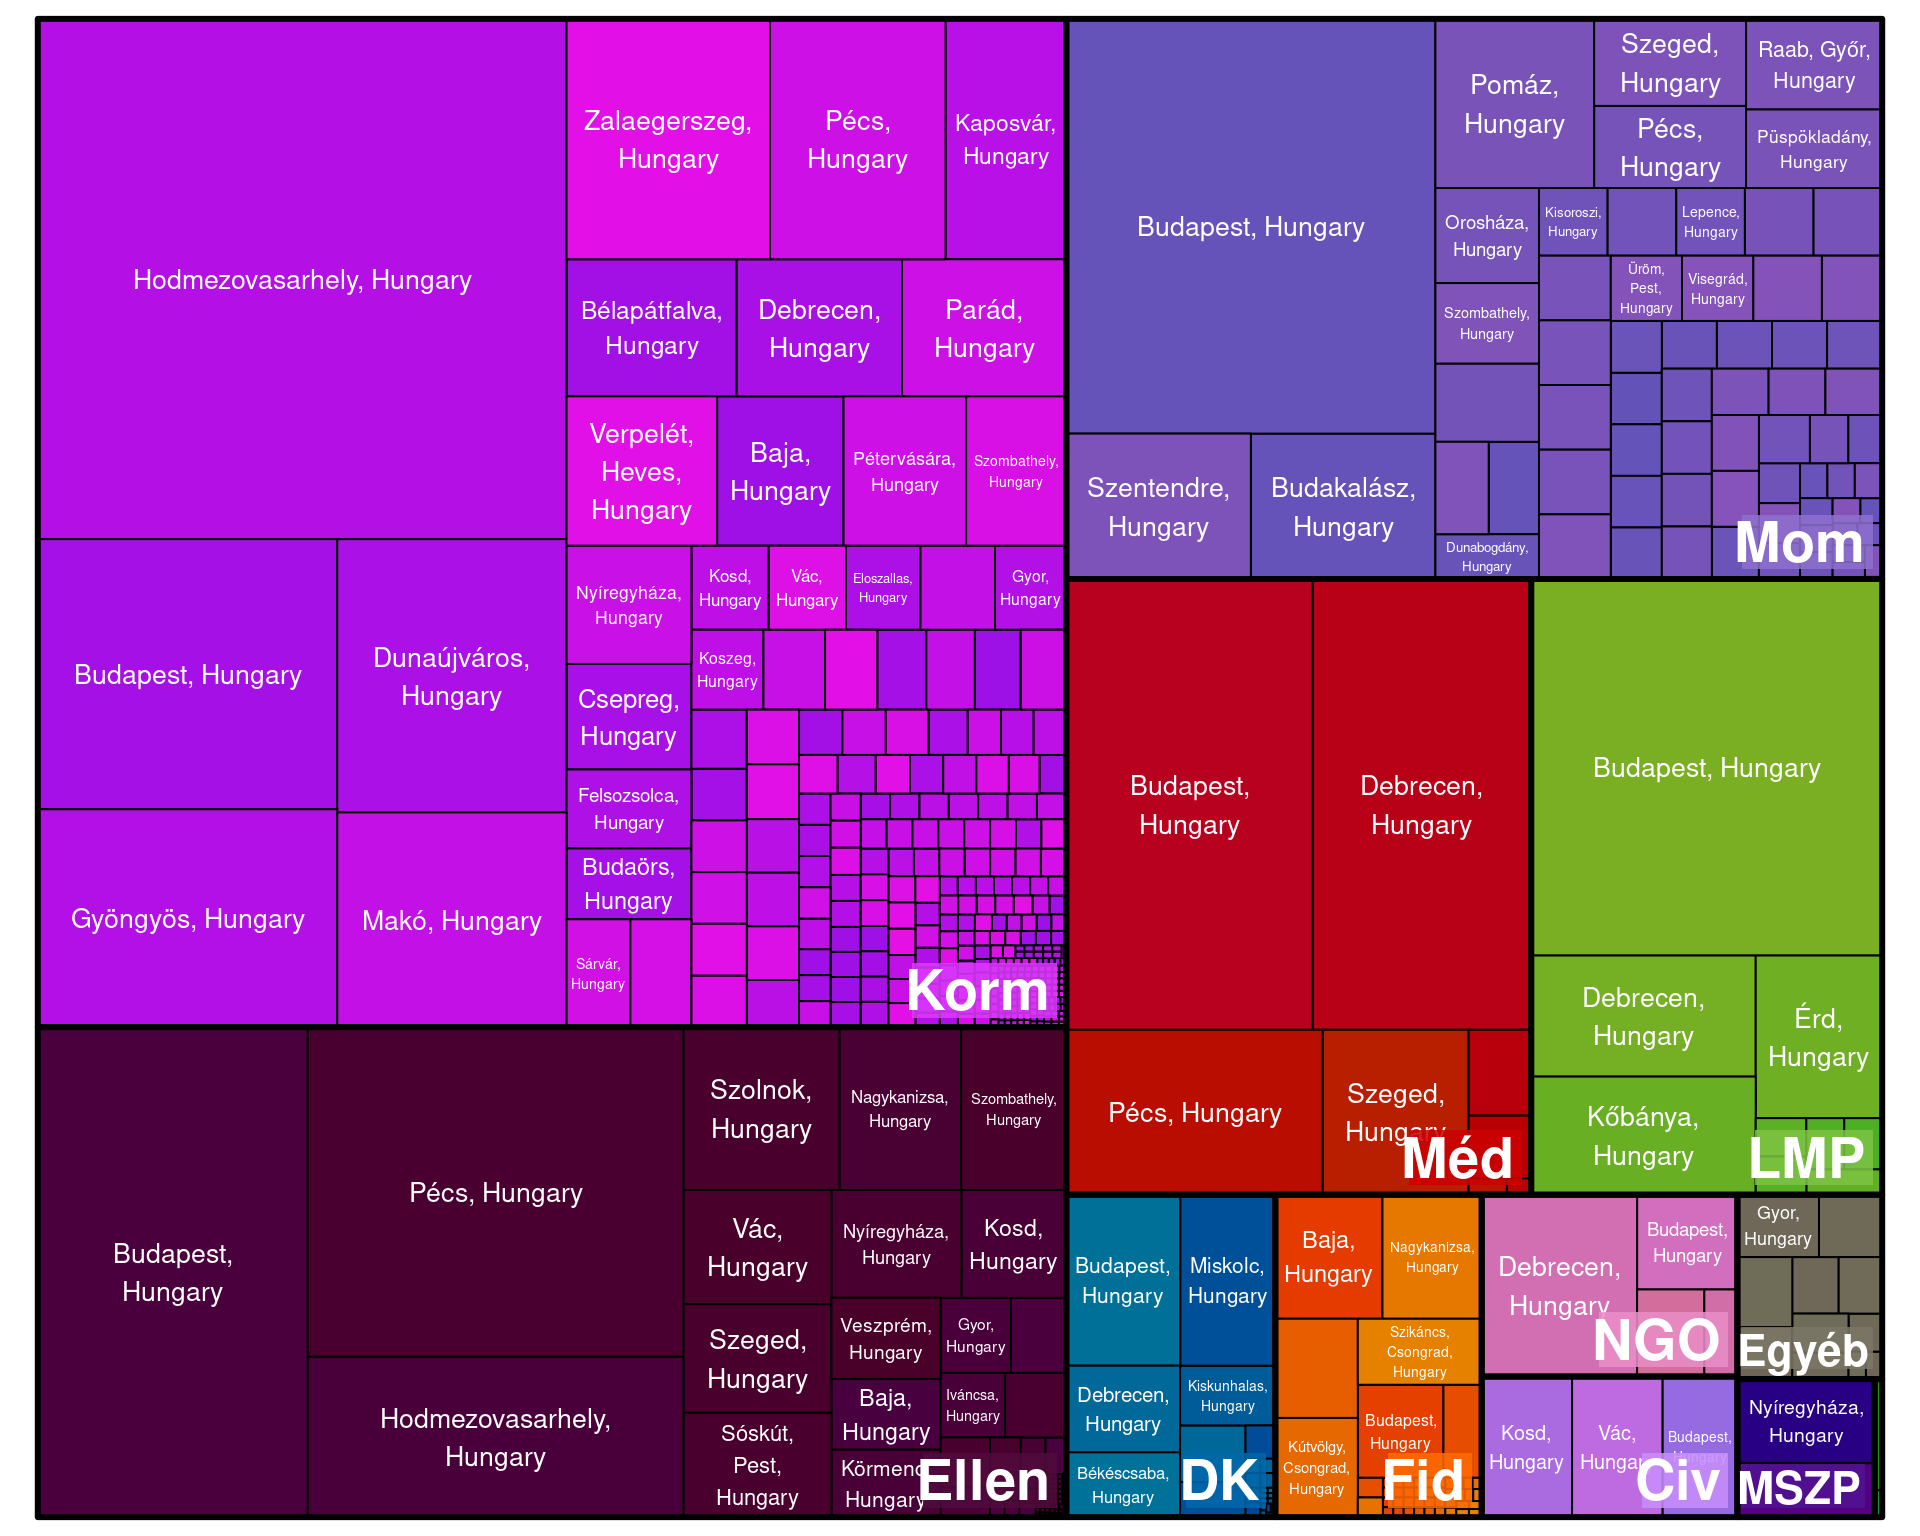 Hodmezovasarhely, Hungary
Budapest, Hungary
Dunaújváros,
Hungary
Gyöngyös, Hungary
Makó, Hungary
Zalaegerszeg,
Hungary
Pécs,
Hungary
Kaposvár,
Hungary
Bélapátfalva,
Hungary
Debrecen,
Hungary
Parád,
Hungary
Verpelét,
Heves,
Hungary
Baja,
Hungary
Pétervására,
Hungary
Szombathely,
Hungary
Nyíregyháza,
Hungary
Kosd,
Hungary
Vác,
Hungary
Eloszallas,
Hungary
Gyor,
Hungary
Koszeg,
Hungary
Csepreg,
Hungary
Felsozsolca,
Hungary
Budaörs,
Hungary
Sárvár,
Hungary
Korm
Budapest, Hungary
Pomáz,
Hungary
Szeged,
Hungary
Raab, Győr,
Hungary
Pécs,
Hungary
Püspökladány,
Hungary
Orosháza,
Hungary
Kisoroszi,
Hungary
Lepence,
Hungary
Üröm,
Pest,
Hungary
Visegrád,
Hungary
Szombathely,
Hungary
Szentendre,
Hungary
Budakalász,
Hungary
Dunabogdány,
Hungary
Mom
Budapest,
Hungary
Debrecen,
Hungary
Pécs, Hungary
Szeged,
Hungary
Méd
Budapest, Hungary
Debrecen,
Hungary
Érd,
Hungary
Kőbánya,
Hungary
LMP
Budapest,
Hungary
Pécs, Hungary
Hodmezovasarhely,
Hungary
Szolnok,
Hungary
Nagykanizsa,
Hungary
Szombathely,
Hungary
Vác,
Hungary
Nyíregyháza,
Hungary
Kosd,
Hungary
Szeged,
Hungary
Veszprém,
Hungary
Gyor,
Hungary
Baja,
Hungary
Iváncsa,
Hungary
Sóskút,
Pest,
Hungary
Körmend,
Hungary
Ellen
Budapest,
Hungary
Miskolc,
Hungary
Debrecen,
Hungary
Kiskunhalas,
Hungary
Békéscsaba,
Hungary
DK
Baja,
Hungary
Nagykanizsa,
Hungary
Szikáncs,
Csongrad,
Hungary
Budapest,
Hungary
Kútvölgy,
Csongrad,
Hungary
Fid
Debrecen,
Hungary
Budapest,
Hungary
NGO
Kosd,
Hungary
Vác,
Hungary
Budapest,
Hungary
Civ
Gyor,
Hungary
Egyéb
Nyíregyháza,
Hungary
MSZP